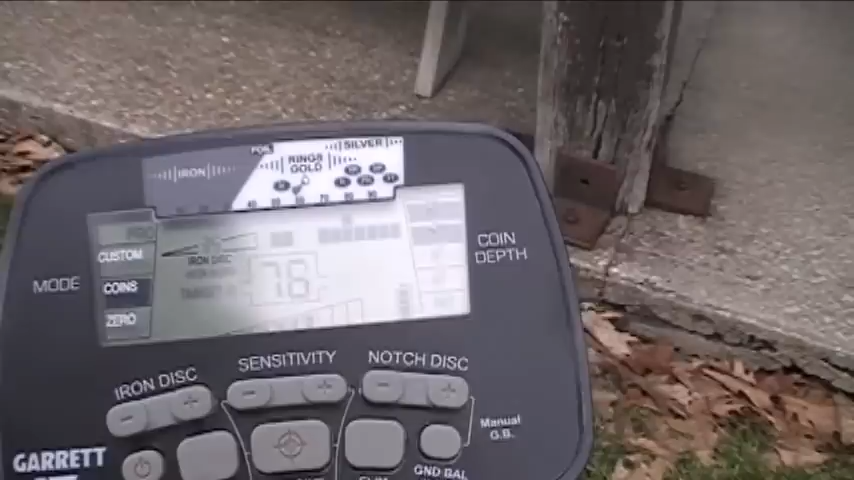 IRON
FOIL
RINGS
GOLD
SILVER
CUSTOM
COINS
ZERO
IRON DISC
78
MODE
COIN
DEPTH
IRON DISC
SENSITIVITY
NOTCH DISC
- +
- +
- +
Manual
G.B.
GND BAL
GARRETT